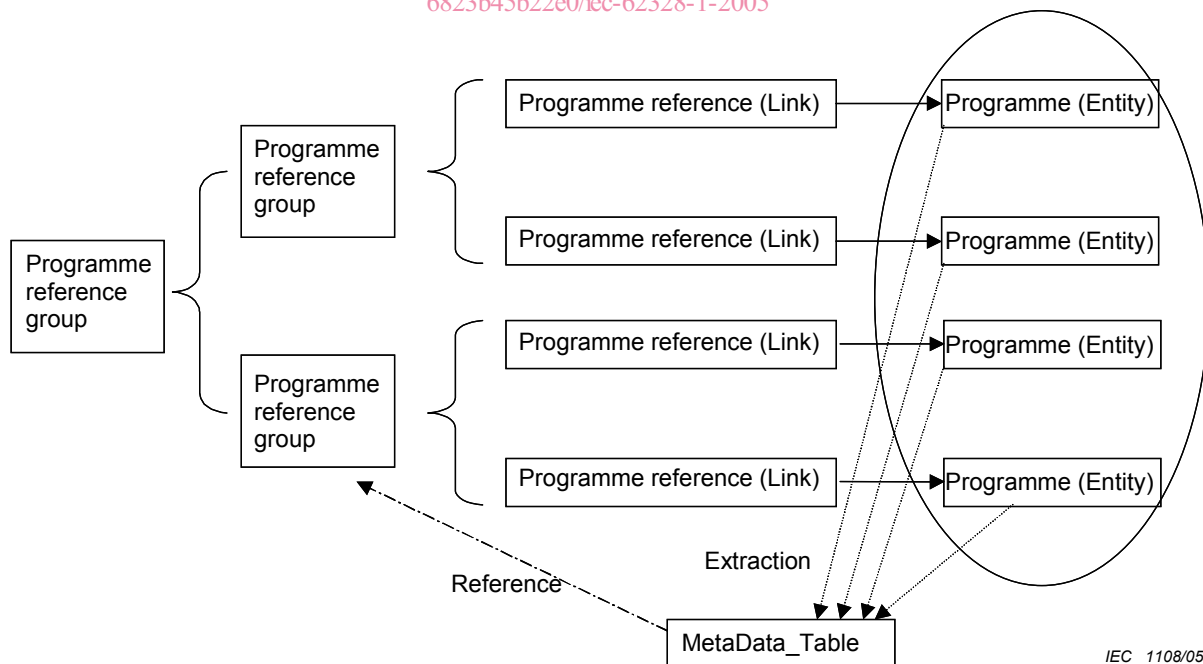 6823b45b22e0/iec-62328-1-2005
Programme reference (Link)
Programme (Entity)
Programme
reference
group
Programme reference (Link)
Programme (Entity)
Programme
reference
group
Programme reference (Link)
Programme (Entity)
Programme
reference
group
Programme reference (Link)
Programme (Entity)
Extraction
Reference
MetaData_Table
IEC 1108/05